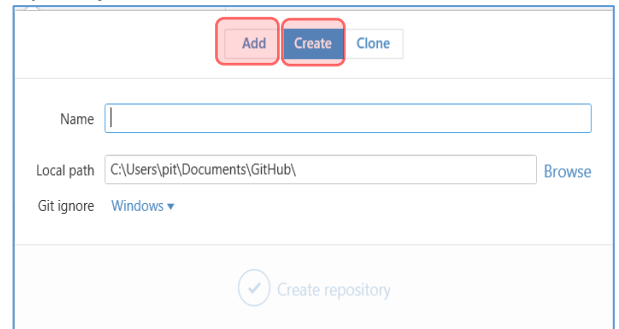 Add Create Clone
Name
Local path C:\Users\pit\Documents\GitHub\ Browse
Git ignore Windows ▾
Create repository